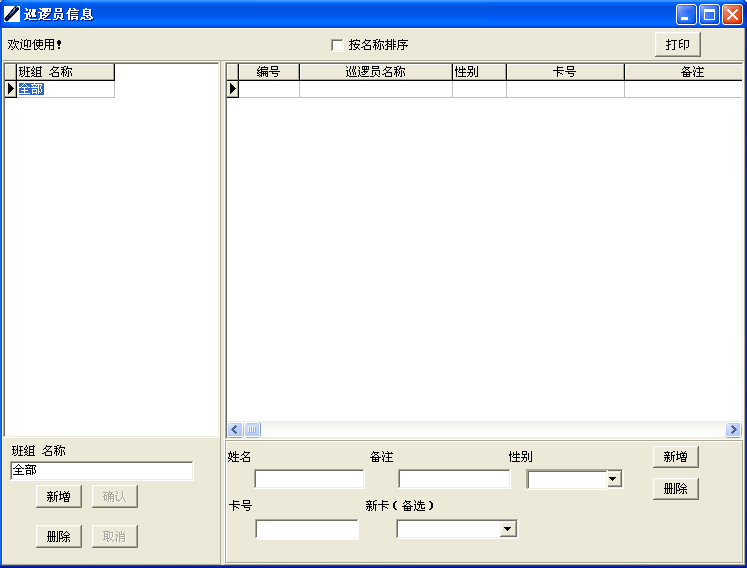 巡逻员信息
欢迎使用!
按名称排序
打印
班组 名称
全部
编号 巡逻员名称 性别 卡号 备注
班组 名称
全部
新增 确认
删除 取消
姓名 备注 性别 新增
删除
卡号 新卡(备选)